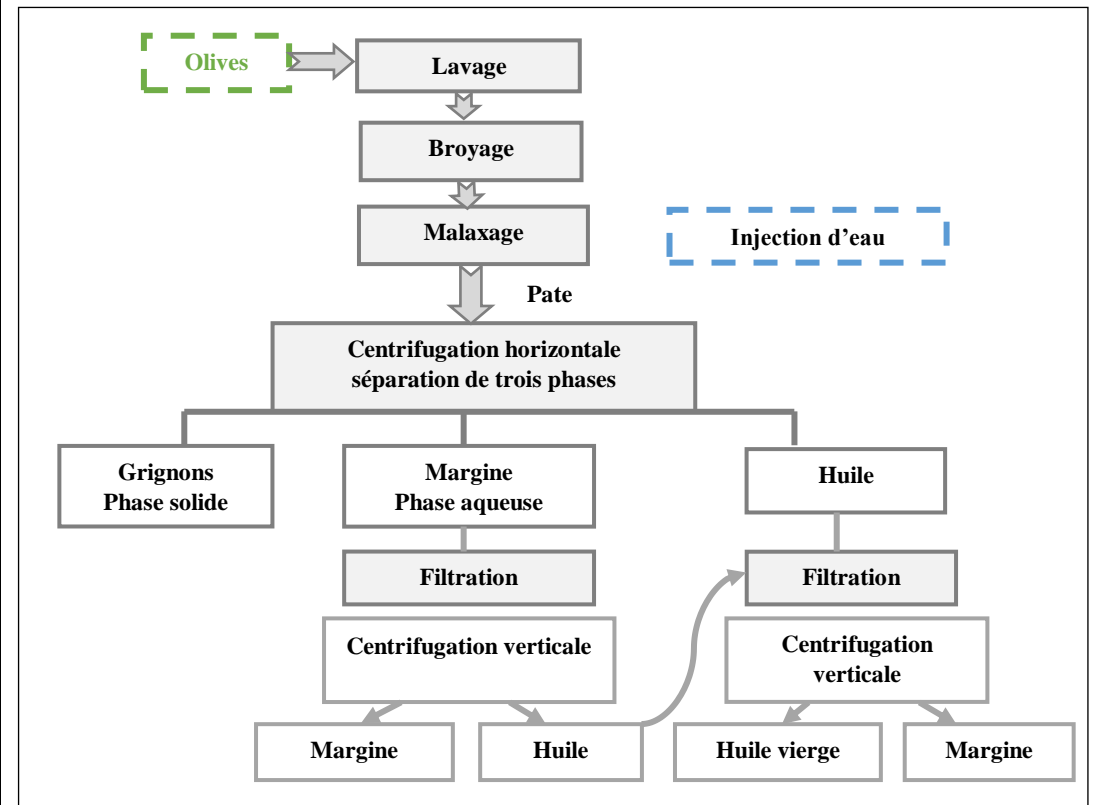 Olives
Lavage
Broyage
Malaxage
Injection d’eau
Pate
Centrifugation horizontale
séparation de trois phases
Grignons
Phase solide
Margine
Phase aqueuse
Huile
Filtration
Filtration
Centrifugation verticale
Centrifugation
verticale
Margine
Huile
Huile vierge
Margine